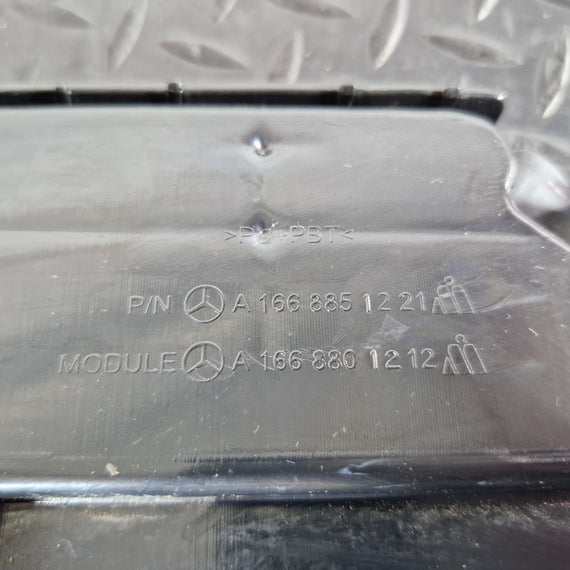 >PC+PBT<
P/N A 166 885 12 21
MODULE A 166 880 12 12